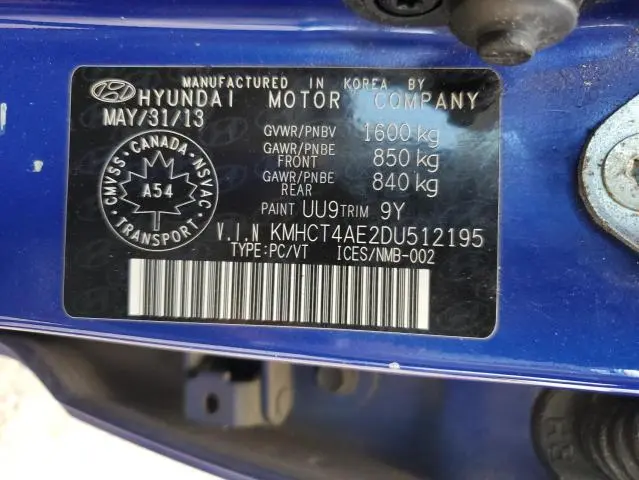 MANUFACTURED IN KOREA BY
HYUNDAI MOTOR COMPANY
MAY/31/13
GVWR/PNBV 1600 kg
GAWR/PNBE FRONT 850 kg
GAWR/PNBE REAR 840 kg
CMVSS · CANADA · NSVAC
A54
TRANSPORT
PAINT UU9 TRIM 9Y
V.I.N KMHCT4AE2DU512195
TYPE:PC/VT ICES/NMB-002